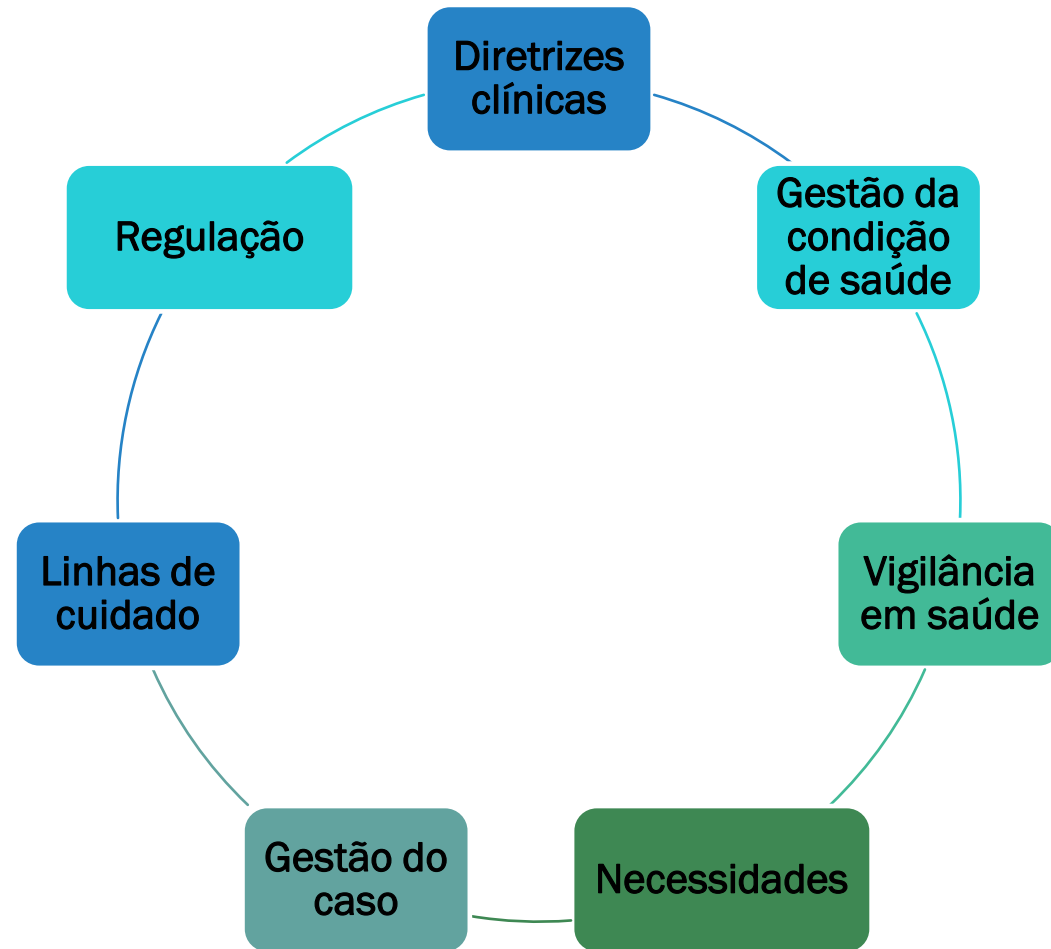 Diretrizes
clínicas
Gestão da
condição
de saúde
Vigilância
em saúde
Necessidades
Gestão do
caso
Linhas de
cuidado
Regulação